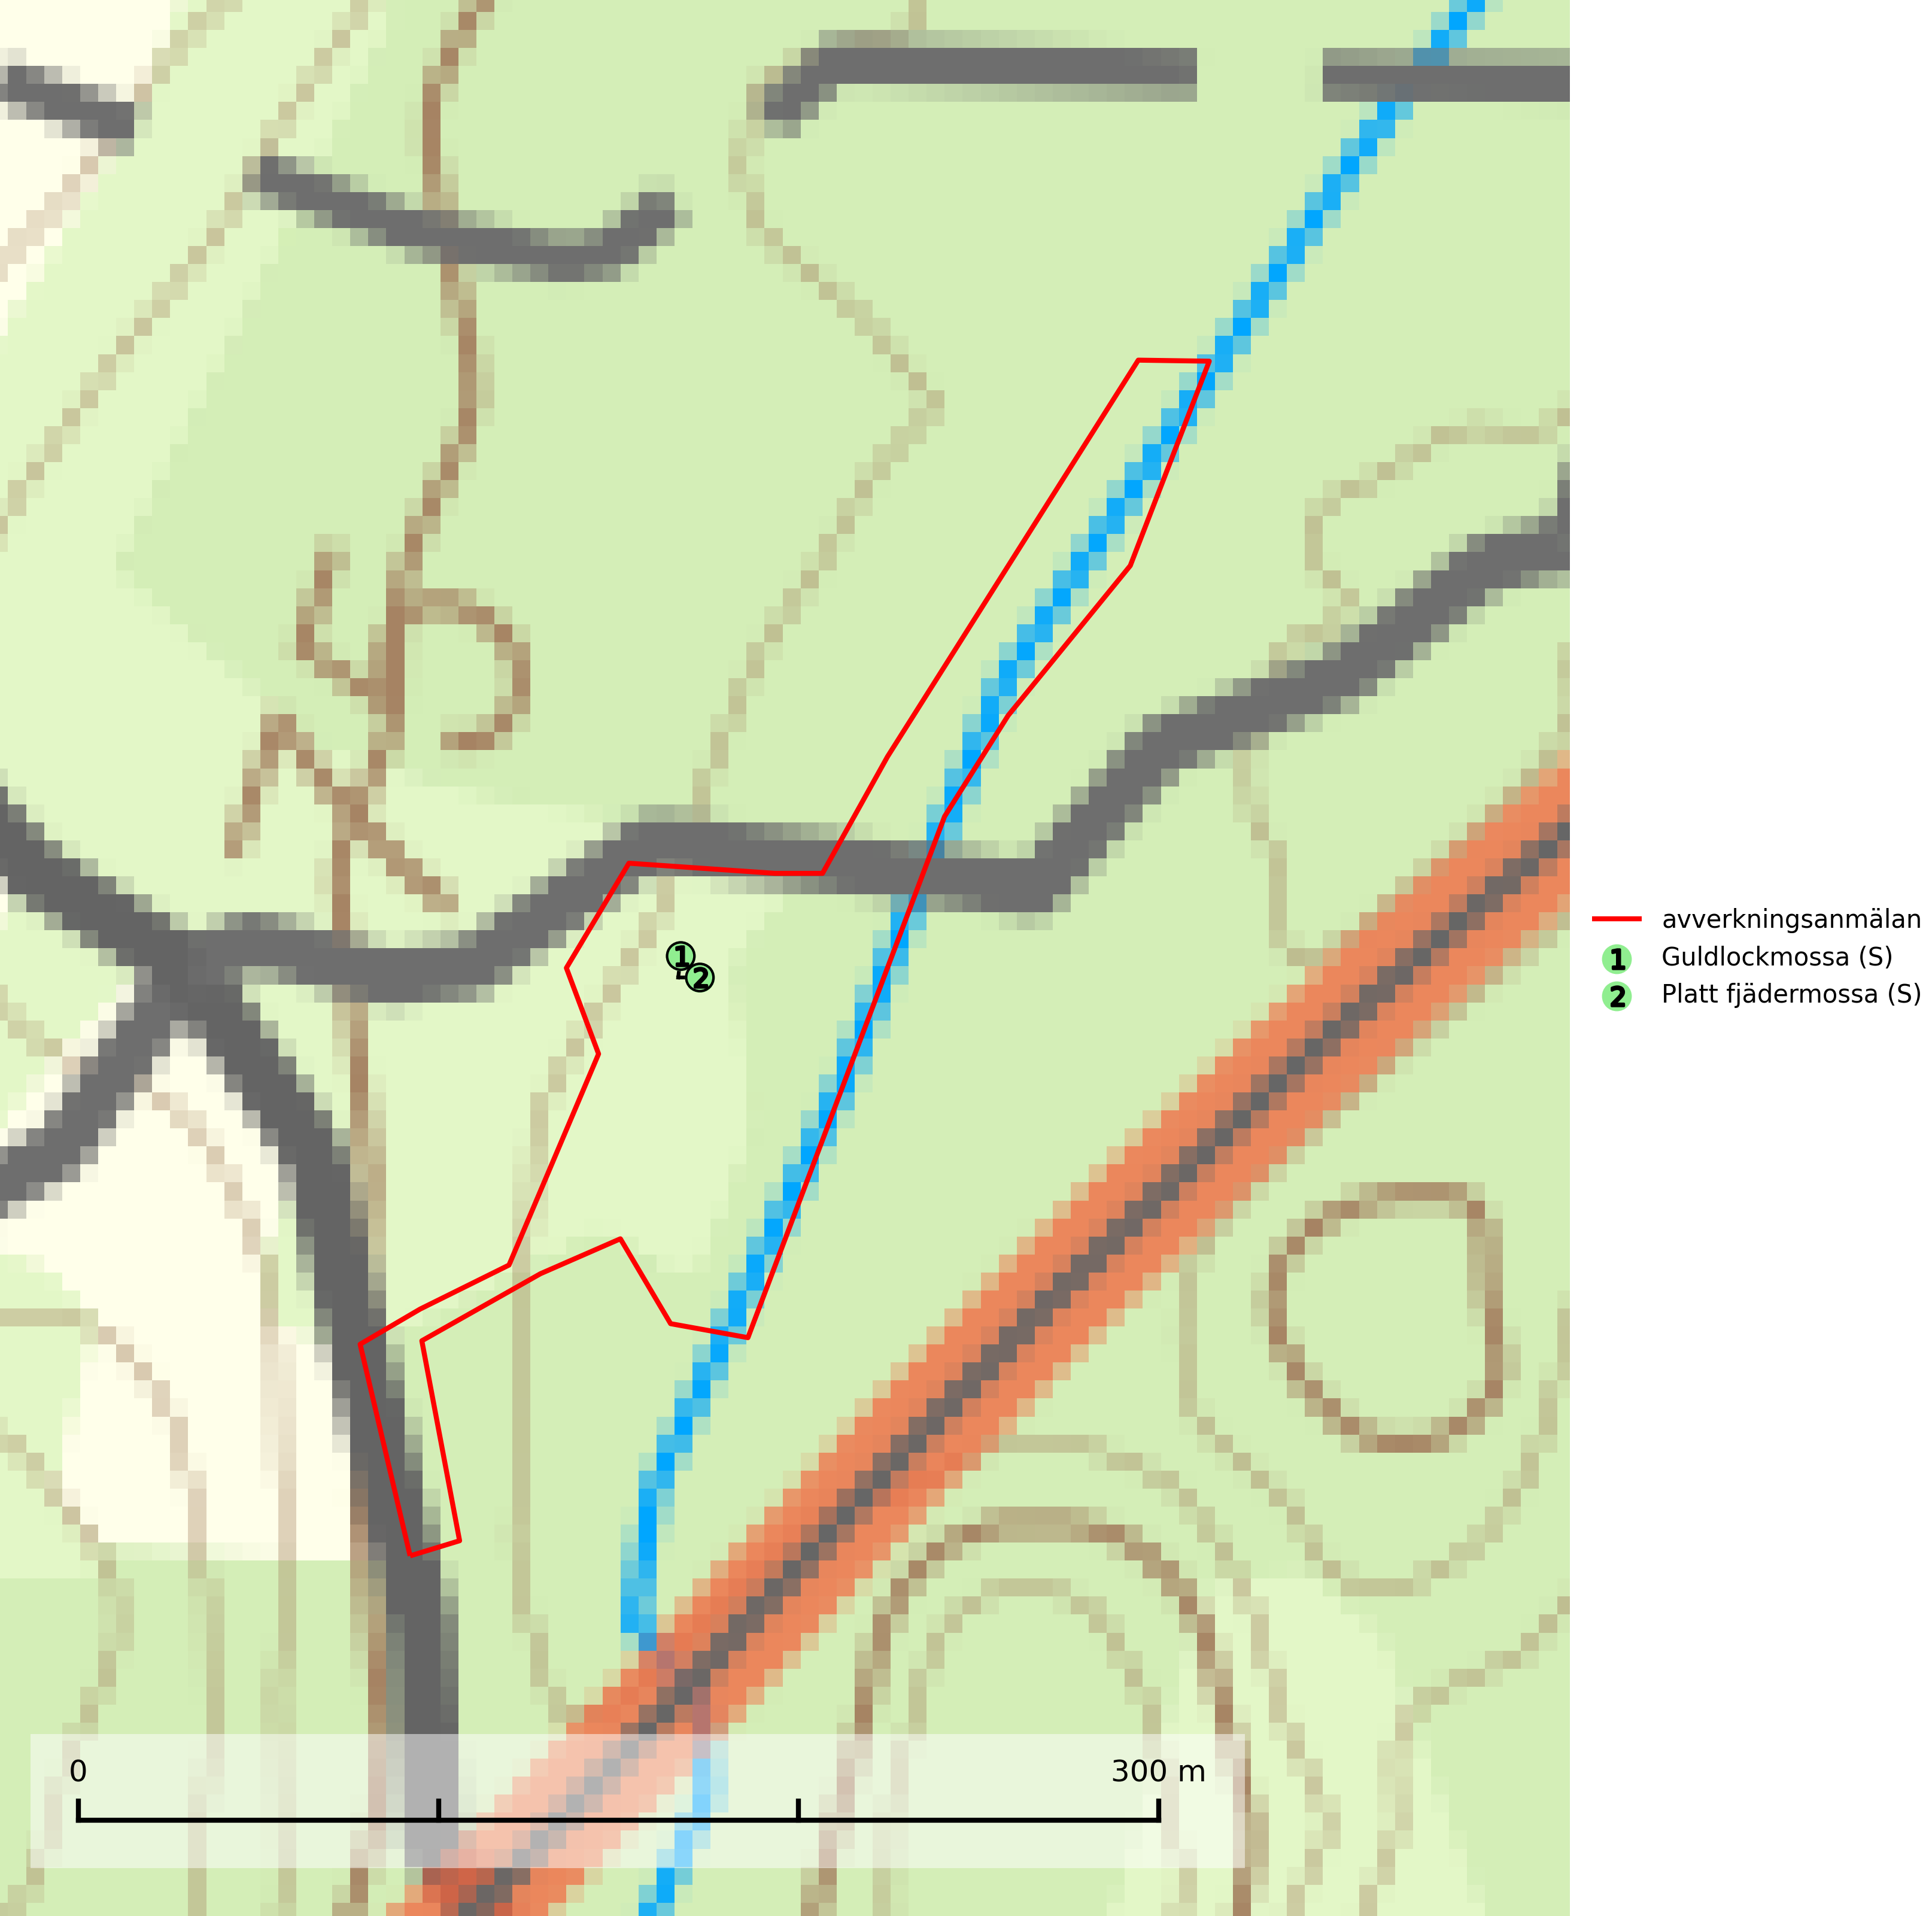 1
2
avverkningsanmälan
1 Guldlockmossa (S)
2 Platt fjädermossa (S)
0 300 m